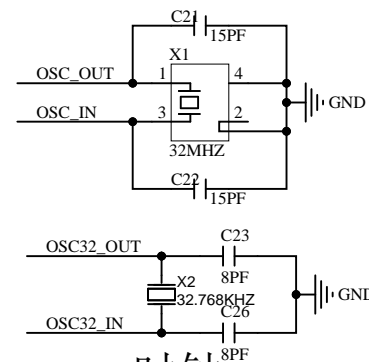 C21
15PF
X1
OSC_OUT 1 4
GND
OSC_IN 3 2
32MHZ
C22
15PF
OSC32_OUT C23
8PF
X2
32.768KHZ
GND
OSC32_IN C26
8PF